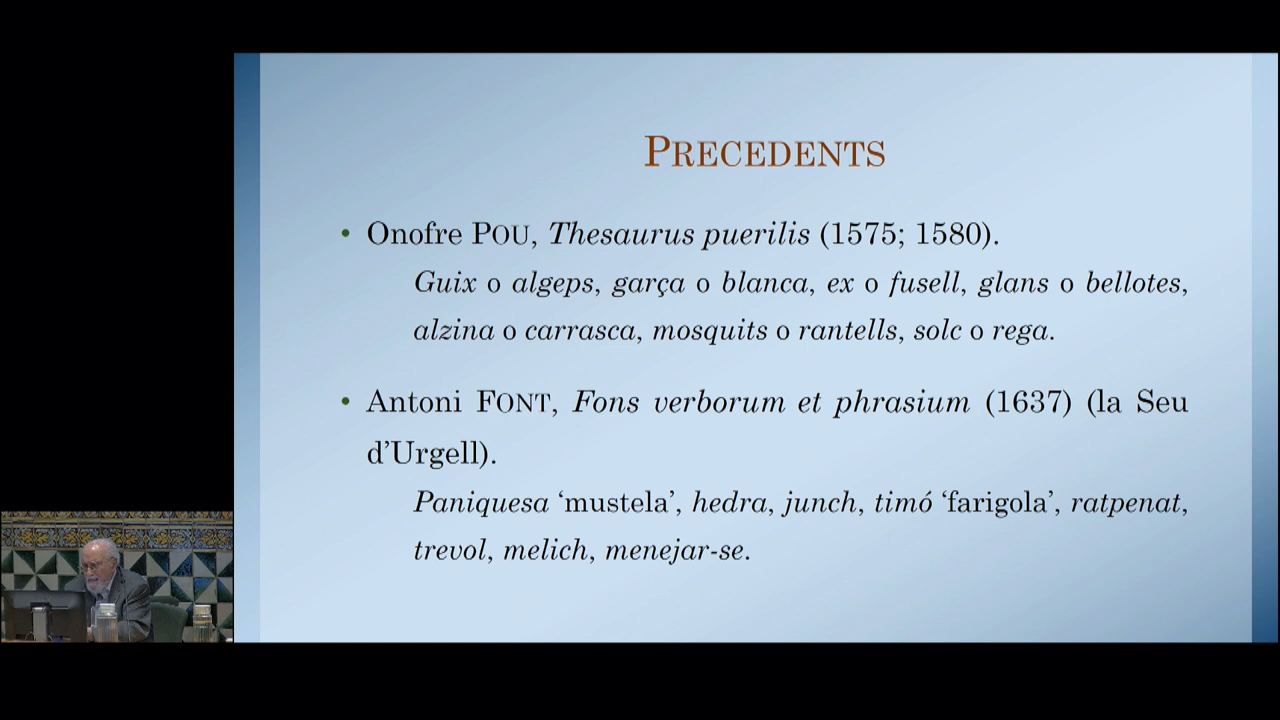 PRECEDENTS
• Onofre POU, Thesaurus puerilis (1575; 1580).
Guix o algeps, garça o blanca, ex o fusell, glans o bellotes,
alzina o carrasca, mosquits o rantells, solc o rega.
• Antoni FONT, Fons verborum et phrasium (1637) (la Seu
d’Urgell).
Paniquesa ‘mustela’, hedra, junch, timó ‘farigola’, ratpenat,
trevol, melich, menejar-se.